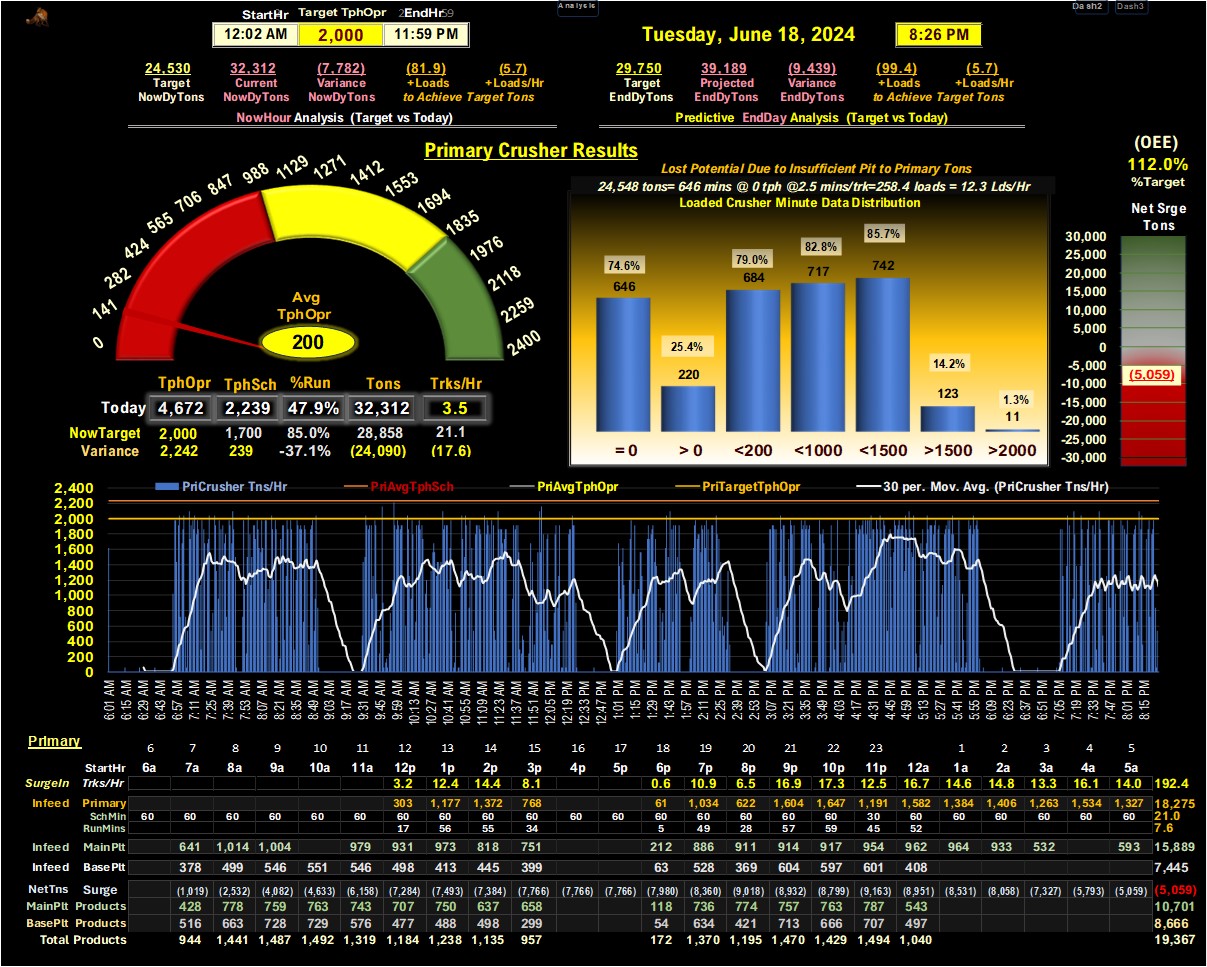 Analysis
Dash2 Dash3
StartHr Target TphOpr EndHr
12:02 AM 2,000 11:59 PM
Tuesday, June 18, 2024 8:26 PM
24,530 32,312 (7,782) (81.9) (5.7)
Target Current Variance +Loads +Loads/Hr
NowDyTons NowDyTons NowDyTons to Achieve Target Tons
NowHour Analysis (Target vs Today)
29,750 39,189 (9,439) (99.4) (5.7)
Target Projected Variance +Loads +Loads/Hr
EndDyTons EndDyTons EndDyTons to Achieve Target Tons
Predictive EndDay Analysis (Target vs Today)
Primary Crusher Results
0 141 282 424 565 706 847 988 1129 1271 1412 1553 1694 1835 1976 2118 2259 2400
Avg
TphOpr
200
TphOpr TphSch %Run Tons Trks/Hr
Today 4,672 2,239 47.9% 32,312 3.5
NowTarget 2,000 1,700 85.0% 28,858 21.1
Variance 2,242 239 -37.1% (24,090) (17.6)
Lost Potential Due to Insufficient Pit to Primary Tons
24,548 tons= 646 mins @ 0 tph @2.5 mins/trk=258.4 loads = 12.3 Lds/Hr
Loaded Crusher Minute Data Distribution
74.6% 25.4% 79.0% 82.8% 85.7% 14.2% 1.3%
646 220 684 717 742 123 11
= 0 > 0 <200 <1000 <1500 >1500 >2000
(OEE)
112.0%
%Target
Net Srge
Tons
30,000
25,000
20,000
15,000
10,000
5,000
0
-5,000
(5,059)
-10,000
-15,000
-20,000
-25,000
-30,000
PriCrusher Tns/Hr PriAvgTphSch PriAvgTphOpr PriTargetTphOpr 30 per. Mov. Avg. (PriCrusher Tns/Hr)
2,400
2,200
2,000
1,800
1,600
1,400
1,200
1,000
800
600
400
200
0
6:01 AM 6:15 AM 6:29 AM 6:43 AM 6:57 AM 7:11 AM 7:25 AM 7:39 AM 7:53 AM 8:07 AM 8:21 AM 8:35 AM 8:49 AM 9:03 AM 9:17 AM 9:31 AM 9:45 AM 9:59 AM 10:13 AM 10:27 AM 10:41 AM 10:55 AM 11:09 AM 11:23 AM 11:37 AM 11:51 AM 12:05 PM 12:19 PM 12:33 PM 12:47 PM 1:01 PM 1:15 PM 1:29 PM 1:43 PM 1:57 PM 2:11 PM 2:25 PM 2:39 PM 2:53 PM 3:07 PM 3:21 PM 3:35 PM 3:49 PM 4:03 PM 4:17 PM 4:31 PM 4:45 PM 4:59 PM 5:13 PM 5:27 PM 5:41 PM 5:55 PM 6:09 PM 6:23 PM 6:37 PM 6:51 PM 7:05 PM 7:19 PM 7:33 PM 7:47 PM 8:01 PM 8:15 PM
Primary 6 7 8 9 10 11 12 13 14 15 16 17 18 19 20 21 22 23 1 2 3 4 5
StartHr 6a 7a 8a 9a 10a 11a 12p 1p 2p 3p 4p 5p 6p 7p 8p 9p 10p 11p 12a 1a 2a 3a 4a 5a
SurgeIn Trks/Hr 3.2 12.4 14.4 8.1 0.6 10.9 6.5 16.9 17.3 12.5 16.7 14.6 14.8 13.3 16.1 14.0 192.4
Infeed Primary 303 1,177 1,372 768 61 1,034 622 1,604 1,647 1,191 1,582 1,384 1,406 1,263 1,534 1,327 18,275
SchMin 60 60 60 60 60 60 60 60 60 60 60 60 60 60 60 60 60 30 60 60 60 60 60 60 21.0
RunMins 17 56 55 34 5 49 28 57 59 45 52 7.6
Infeed MainPlt 641 1,014 1,004 979 931 973 818 751 212 886 911 914 917 954 962 964 933 532 593 15,889
Infeed BasePlt 378 499 546 551 546 498 413 445 399 63 528 369 604 597 601 408 7,445
NetTns Surge (1,019) (2,532) (4,082) (4,633) (6,158) (7,284) (7,493) (7,384) (7,766) (7,766) (7,766) (7,980) (8,360) (9,018) (8,932) (8,799) (9,163) (8,951) (8,531) (8,058) (7,327) (5,793) (5,059) (5,059)
MainPlt Products 428 778 759 763 743 707 750 637 658 118 736 774 757 763 787 543 10,701
BasePlt Products 516 663 728 729 576 477 488 498 299 54 634 421 713 666 707 497 8,666
Total Products 944 1,441 1,487 1,492 1,319 1,184 1,238 1,135 957 172 1,370 1,195 1,470 1,429 1,494 1,040 19,367